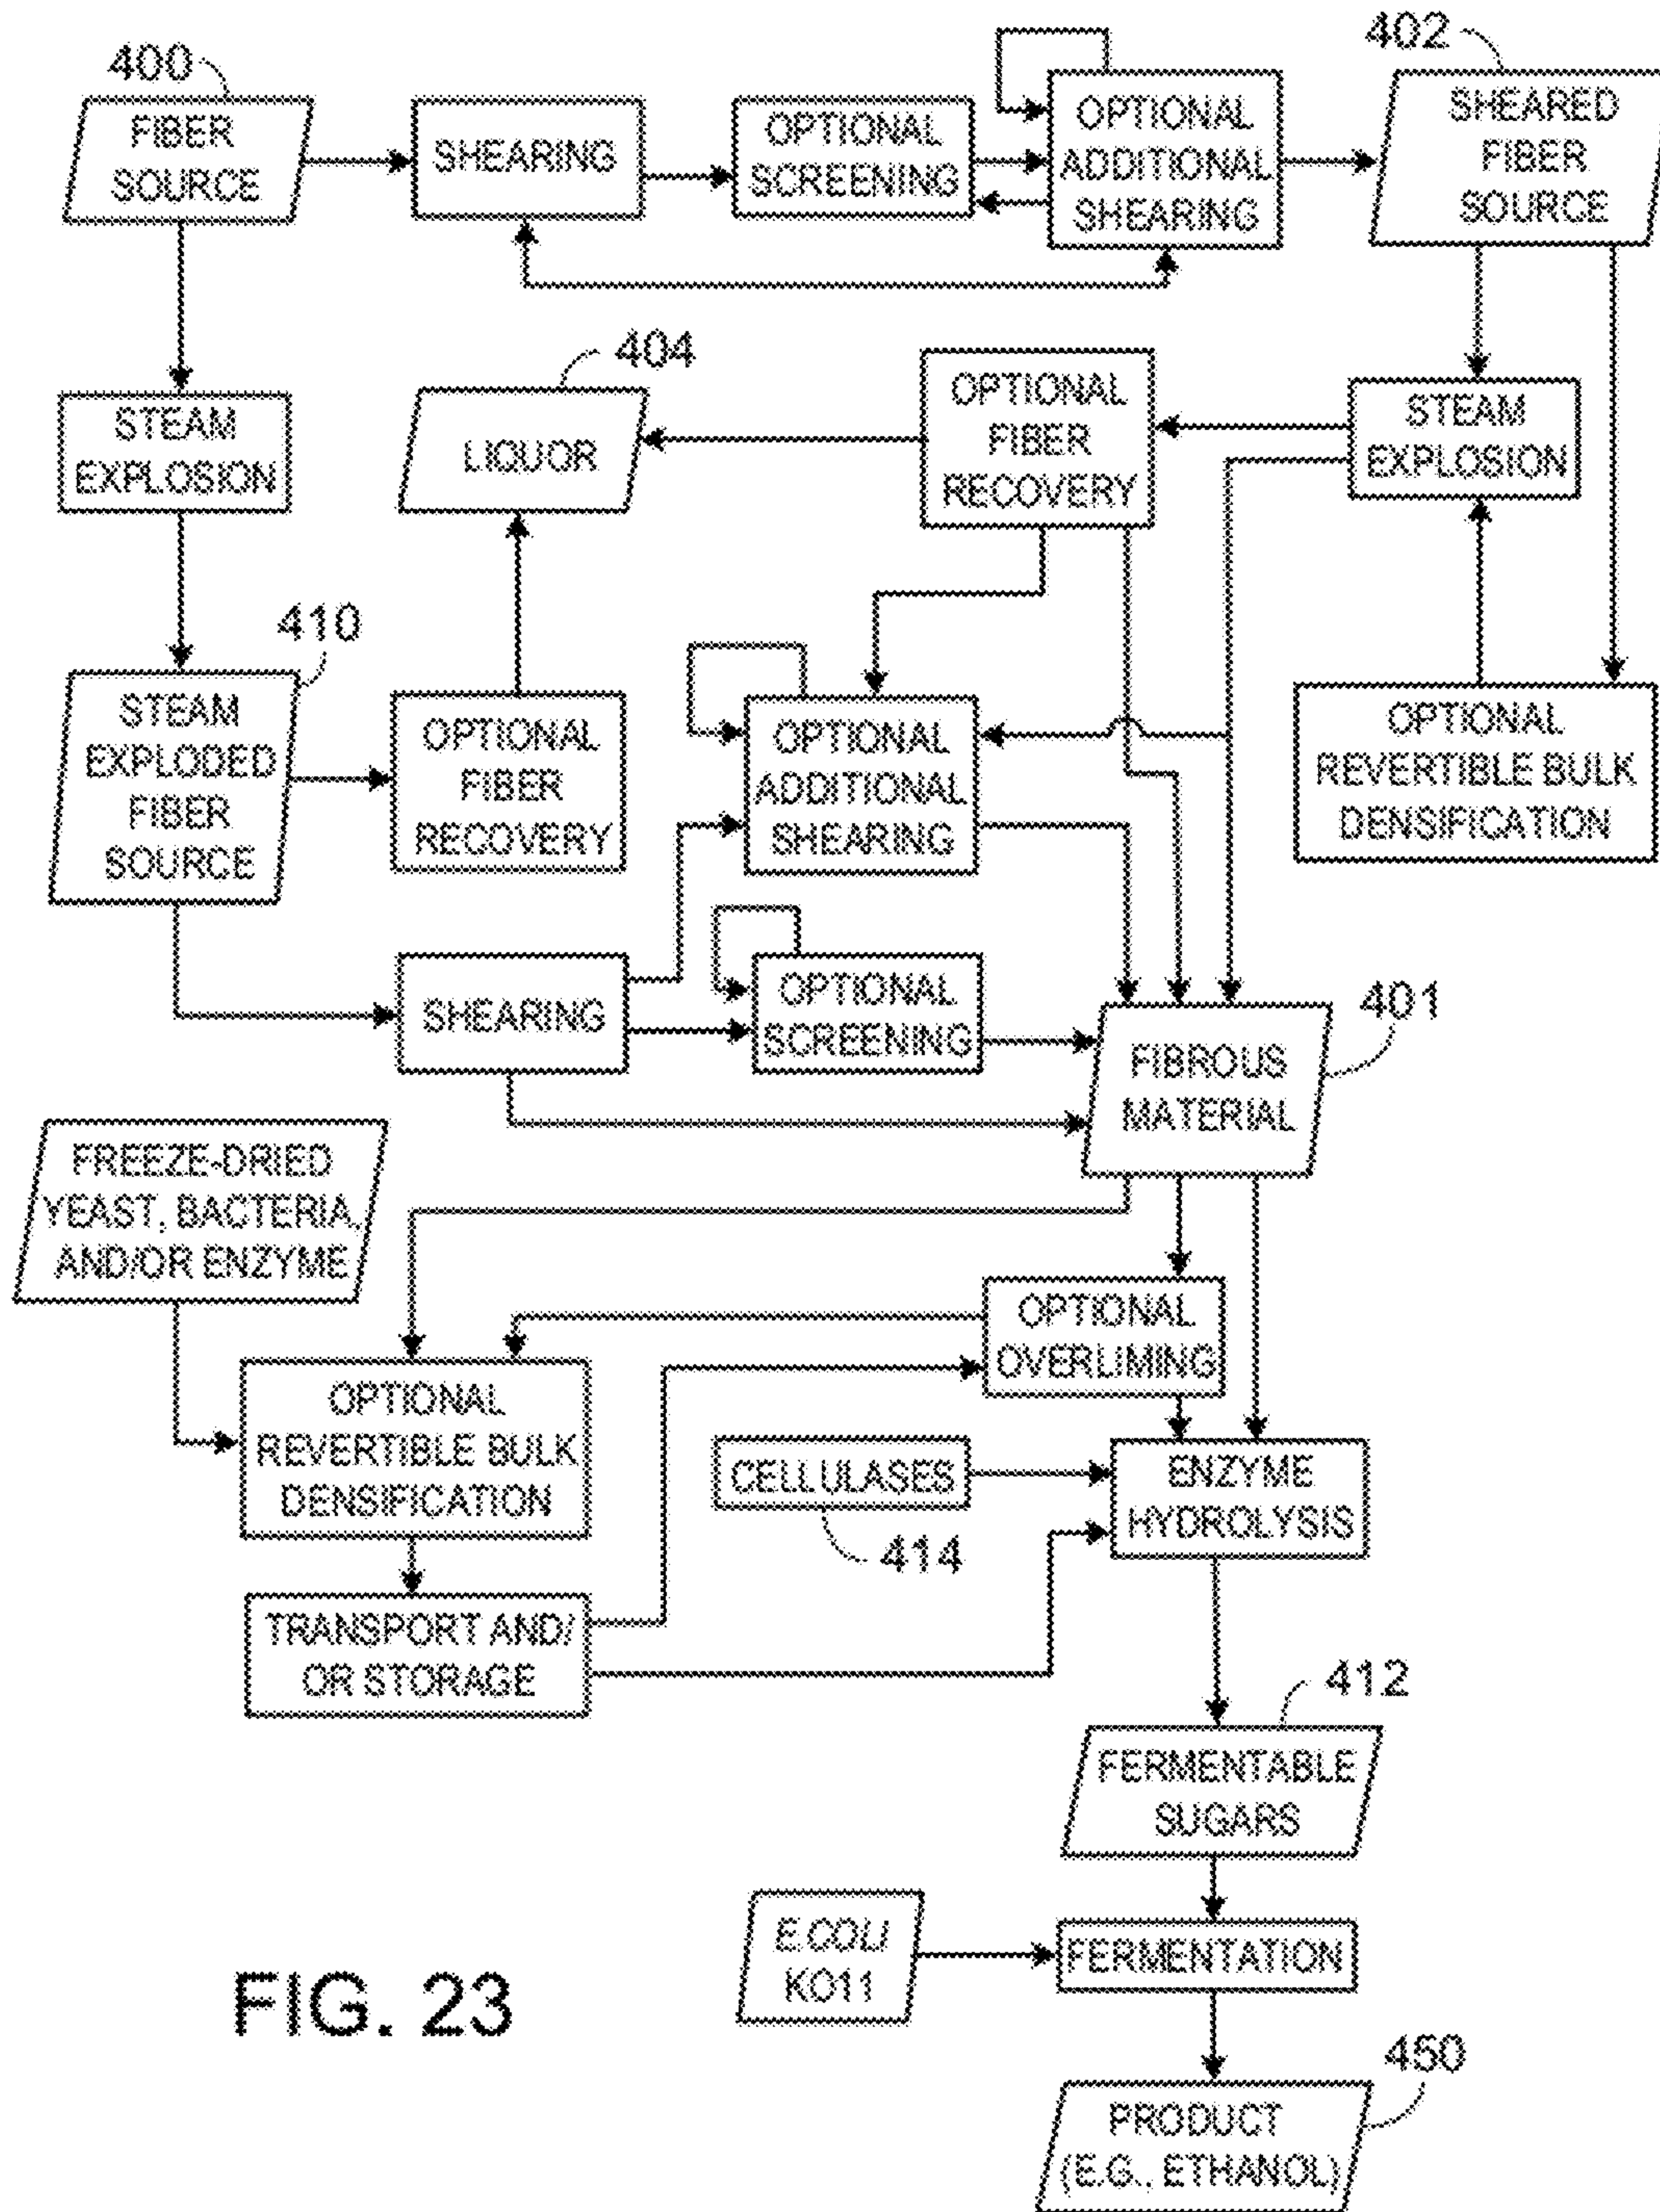 400
FIBER
SOURCE
SHEARING
OPTIONAL
SCREENING
OPTIONAL
ADDITIONAL
SHEARING
402
SHEARED
FIBER
SOURCE
STEAM
EXPLOSION
404
LIQUOR
OPTIONAL
FIBER
RECOVERY
STEAM
EXPLOSION
410
STEAM
EXPLODED
FIBER
SOURCE
OPTIONAL
FIBER
RECOVERY
OPTIONAL
ADDITIONAL
SHEARING
OPTIONAL
REVERTIBLE BULK
DENSIFICATION
SHEARING
OPTIONAL
SCREENING
401
FIBROUS
MATERIAL
FREEZE-DRIED
YEAST, BACTERIA,
AND/OR ENZYME
OPTIONAL
OVERLIMING
OPTIONAL
REVERTIBLE BULK
DENSIFICATION
CELLULASES
414
ENZYME
HYDROLYSIS
TRANSPORT AND/
OR STORAGE
412
FERMENTABLE
SUGARS
E.COLI
KO11
FERMENTATION
FIG. 23
450
PRODUCT
(E.G., ETHANOL)